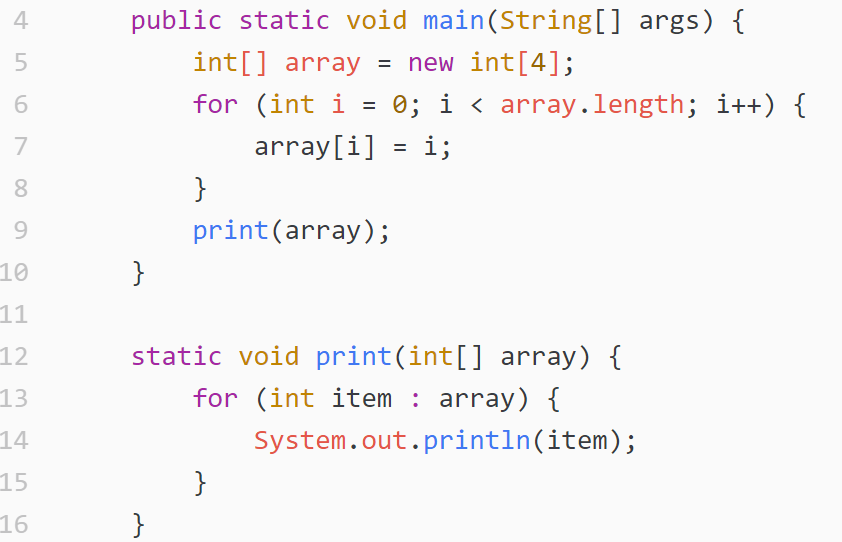 4 public static void main(String[] args) {
5 int[] array = new int[4];
6 for (int i = 0; i < array.length; i++) {
7 array[i] = i;
8 }
9 print(array);
10 }
11
12 static void print(int[] array) {
13 for (int item : array) {
14 System.out.println(item);
15 }
16 }